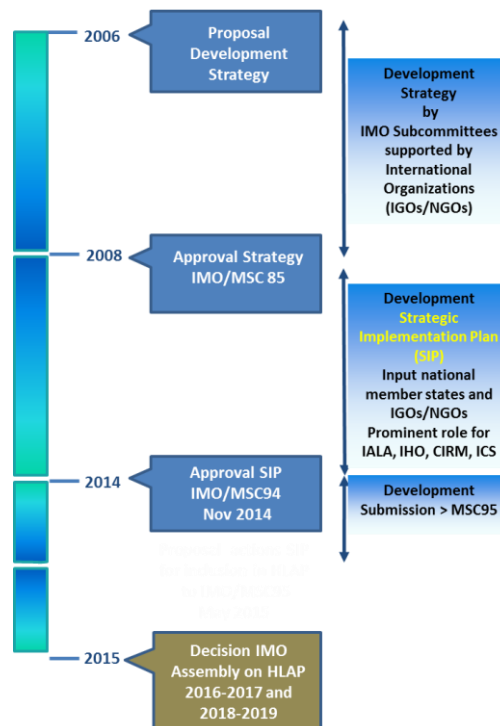 2006
Proposal
Development
Strategy
Development
Strategy
by
IMO Subcommittees
supported by
International
Organizations
(IGOs/NGOs)
2008
Approval Strategy
IMO/MSC 85
Development
Strategic
Implementation Plan
(SIP)
Input national
member states and
IGOs/NGOs
Prominent role for
IALA, IHO, CIRM, ICS
2014
Approval SIP
IMO/MSC94
Nov 2014
Development
Submission > MSC95
2015
Decision IMO
Assembly on HLAP
2016-2017 and
2018-2019